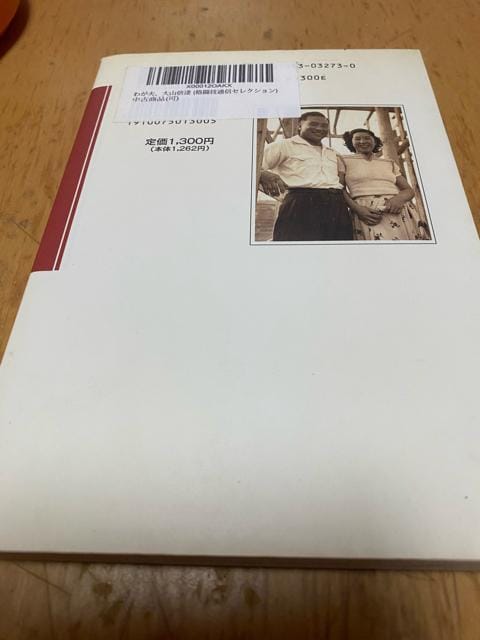 3-03273-0
300E
X00012OAKX
わが夫、大山倍達 (格闘技通信セレクション)
中古商品(可)
1910075013005
定価1,300円
(本体1,262円)